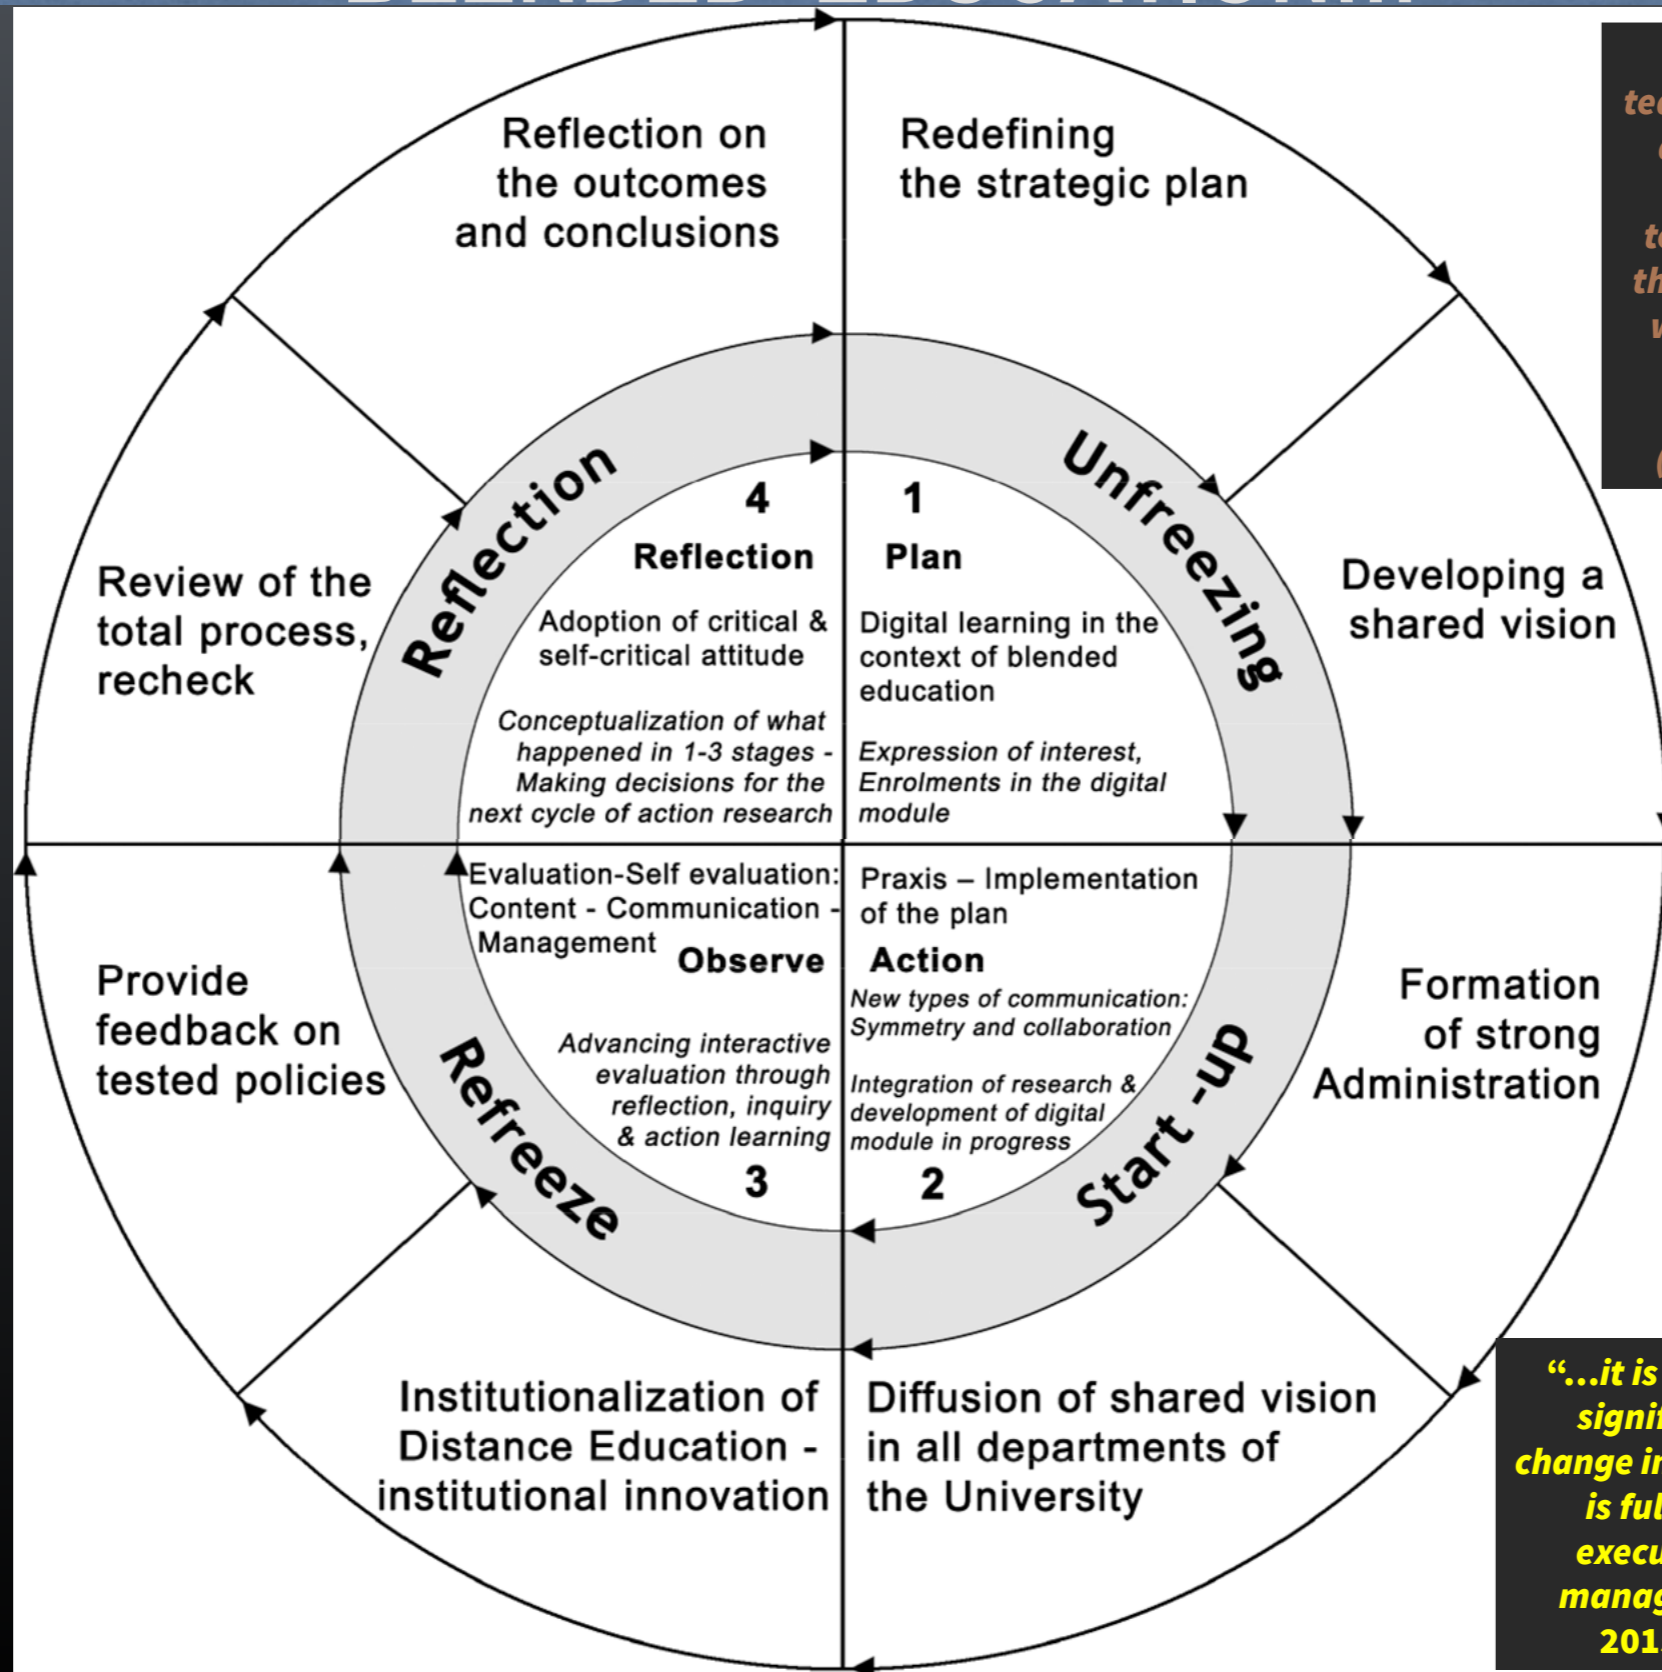 Reflection on
the outcomes
and conclusions
Redefining
the strategic plan
Developing a
shared vision
Formation
of strong
Administration
Diffusion of shared vision
in all departments of
the University
Institutionalization of
Distance Education -
institutional innovation
Provide
feedback on
tested policies
Review of the
total process,
recheck
Reflection
Unfreezing
Start -up
Refreeze
4
Reflection
Adoption of critical &
self-critical attitude
Conceptualization of what
happened in 1-3 stages -
Making decisions for the
next cycle of action research
1
Plan
Digital learning in the
context of blended
education
Expression of interest,
Enrolments in the digital
module
Evaluation-Self evaluation:
Content - Communication -
Management
Observe
Advancing interactive
evaluation through
reflection, inquiry
& action learning
3
Praxis – Implementation
of the plan
Action
New types of communication:
Symmetry and collaboration
Integration of research &
development of digital
module in progress
2
“...it is
change
is